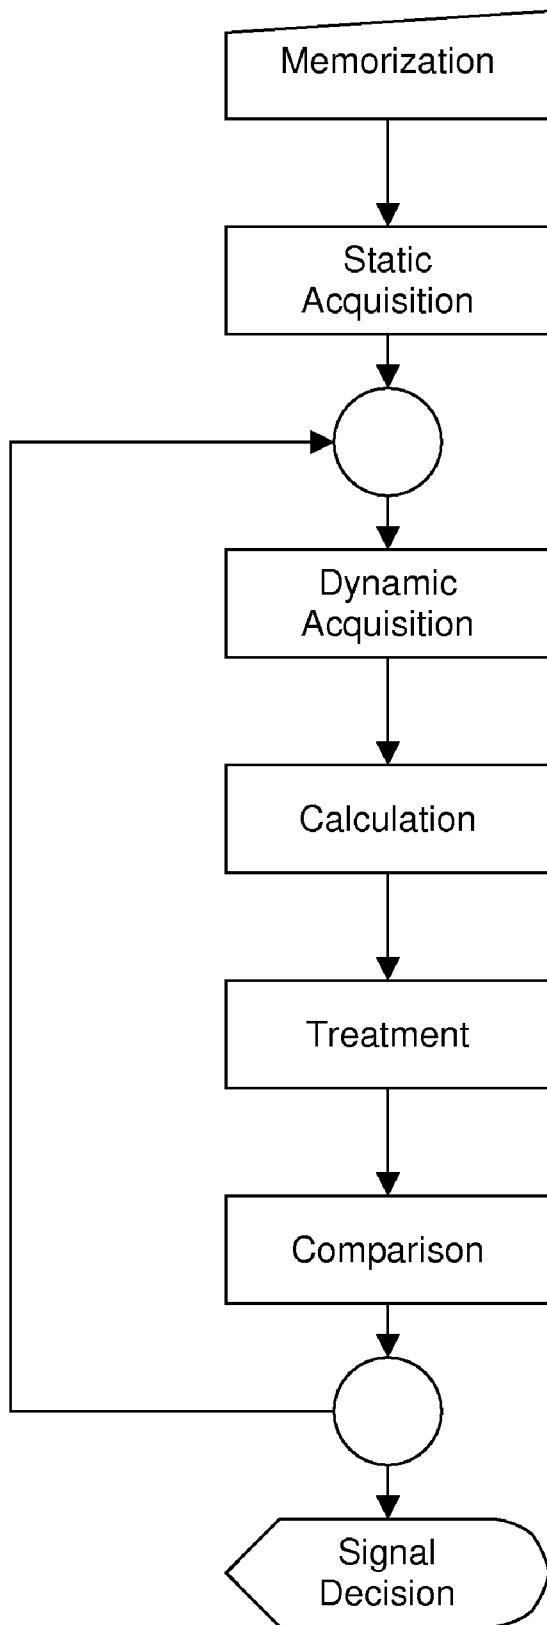 Memorization
Static
Acquisition
Dynamic
Acquisition
Calculation
Treatment
Comparison
Signal
Decision